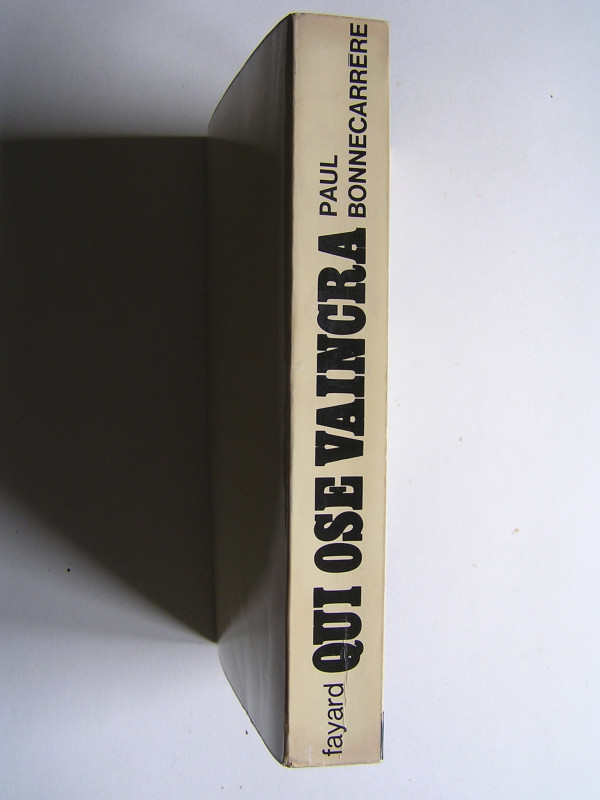 fayard
QUI OSE VAINCRA
PAUL
BONNECARRÈRE